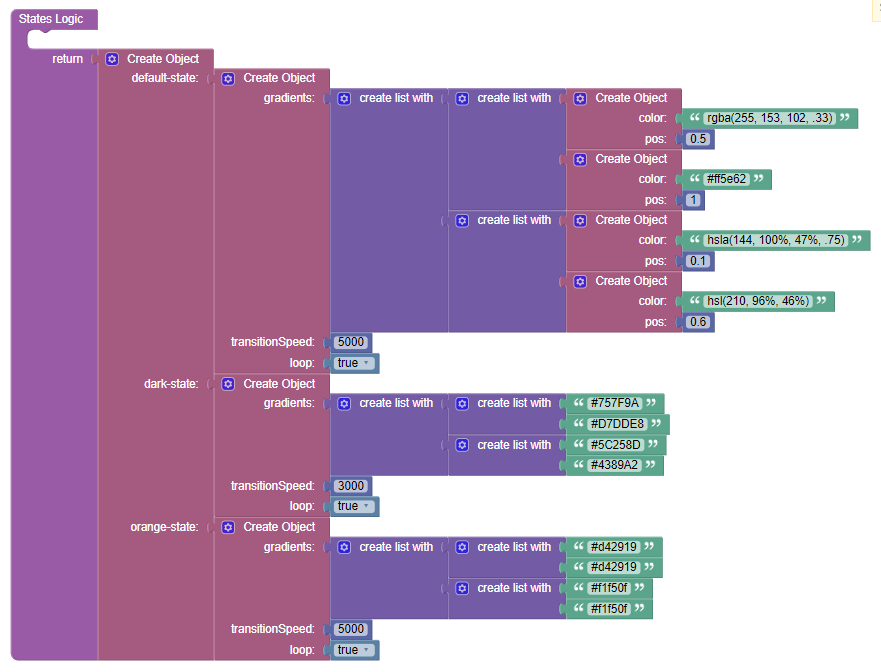 States Logic
return Create Object
default-state: Create Object
gradients: create list with create list with Create Object
color: “ rgba(255, 153, 102, .33) ”
pos: 0.5
Create Object
color: “ #ff5e62 ”
pos: 1
create list with Create Object
color: “ hsla(144, 100%, 47%, .75) ”
pos: 0.1
Create Object
color: “ hsl(210, 96%, 46%) ”
pos: 0.6
transitionSpeed: 5000
loop: true
dark-state: Create Object
gradients: create list with create list with “ #757F9A ”
“ #D7DDE8 ”
create list with “ #5C258D ”
“ #4389A2 ”
transitionSpeed: 3000
loop: true
orange-state: Create Object
gradients: create list with create list with “ #d42919 ”
“ #d42919 ”
create list with “ #f1f50f ”
“ #f1f50f ”
transitionSpeed: 5000
loop: true